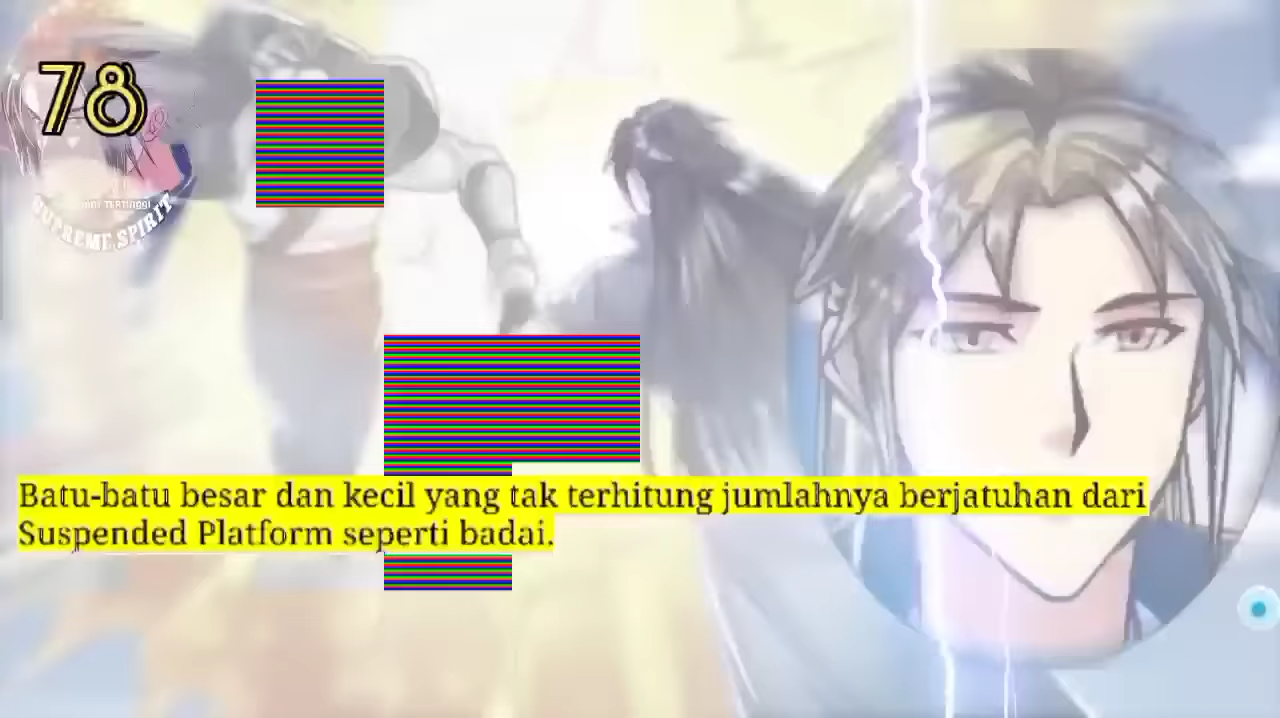 78
SUPREME SPIRIT
Batu-batu besar dan kecil yang tak terhitung jumlahnya berjatuhan dari
Suspended Platform seperti badai.